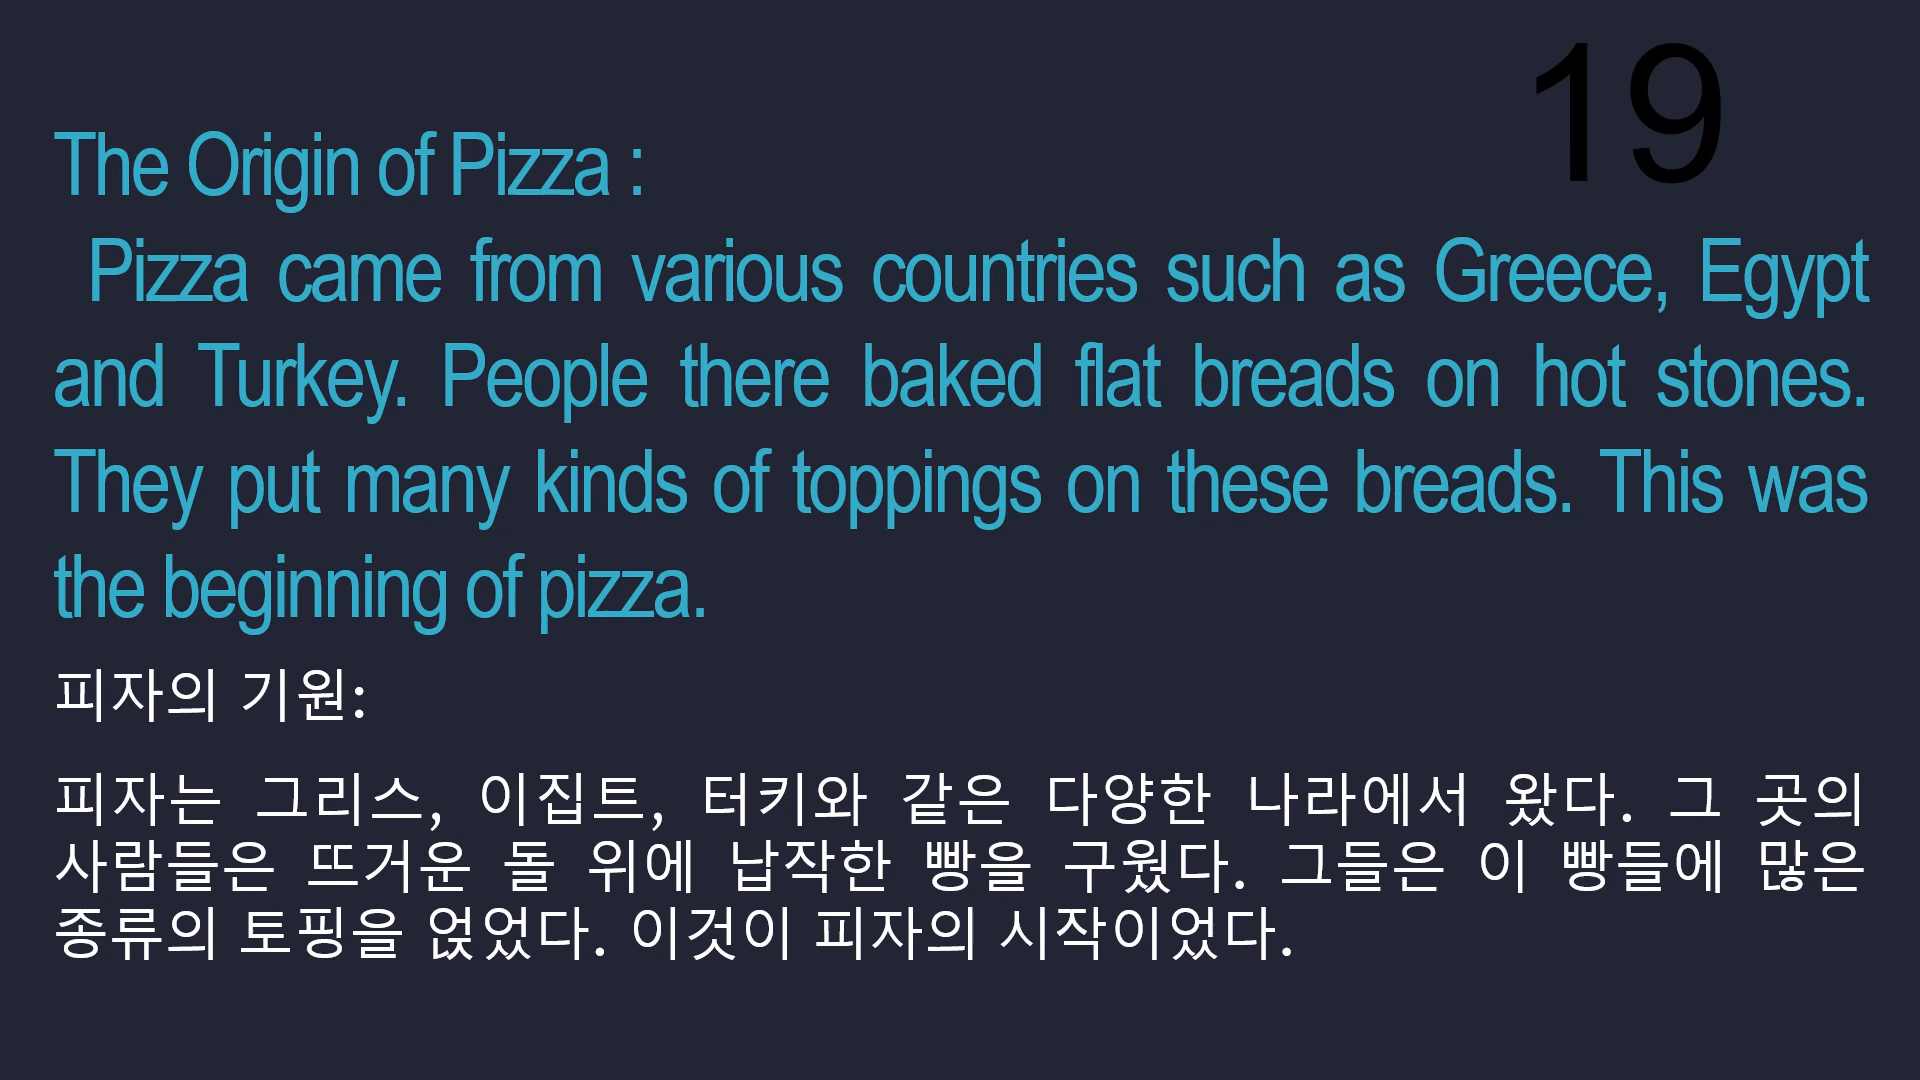 19
The Origin of Pizza :
Pizza came from various countries such as Greece, Egypt
and Turkey. People there baked flat breads on hot stones.
They put many kinds of toppings on these breads. This was
the beginning of pizza.
피자의 기원:
피자는 그리스, 이집트, 터키와 같은 다양한 나라에서 왔다. 그 곳의
사람들은 뜨거운 돌 위에 납작한 빵을 구웠다. 그들은 이 빵들에 많은
종류의 토핑을 얹었다. 이것이 피자의 시작이었다.